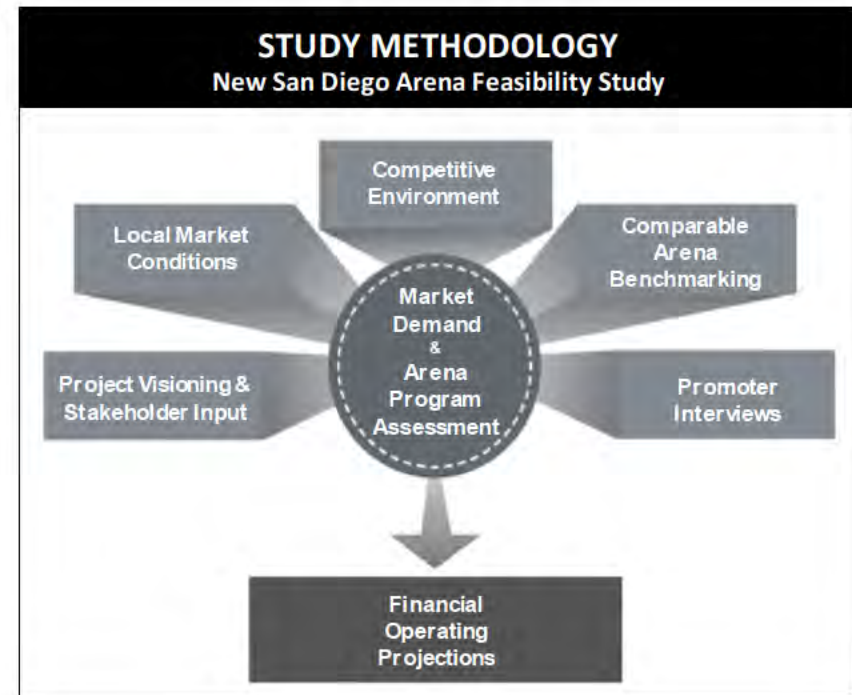 STUDY METHODOLOGY
New San Diego Arena Feasibility Study
Competitive
Environment
Local Market
Conditions
Comparable
Arena
Benchmarking
Market
Demand
&
Arena
Program
Assessment
Project Visioning &
Stakeholder Input
Promoter
Interviews
Financial
Operating
Projections